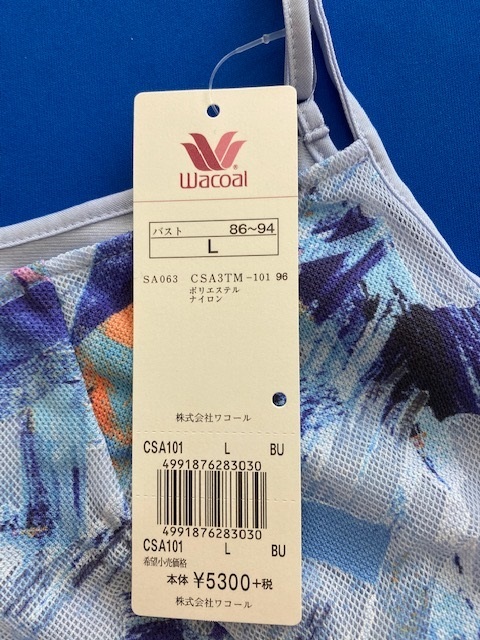 Wacoal
バスト 86~94
L
SA063 CSA3TM-101 96
ポリエステル
ナイロン
株式会社ワコール
CSA101 L BU
4991876283030
4991876283030
CSA101 L BU
希望小売価格
本体 ¥5300+税
株式会社ワコール